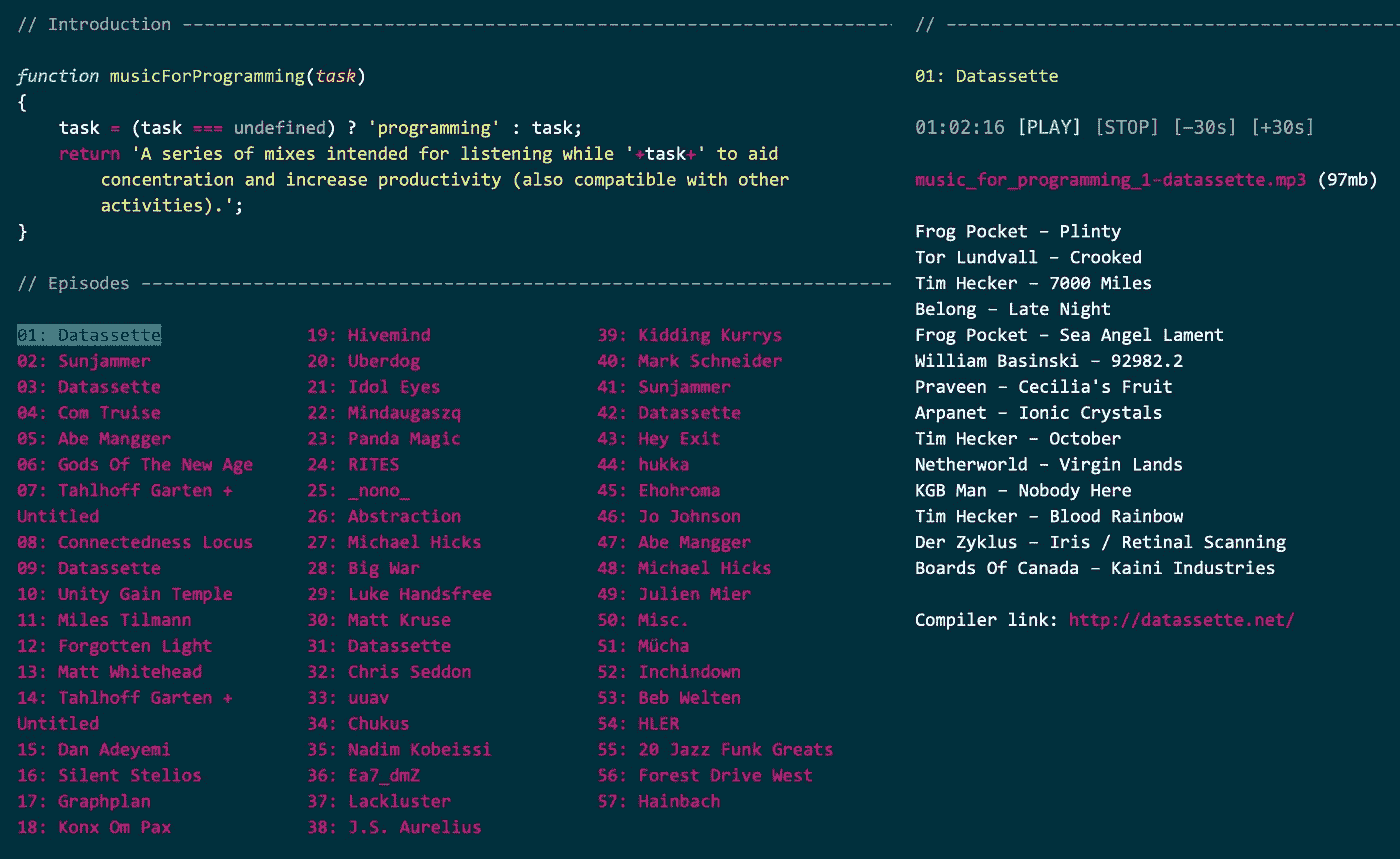 // Introduction --------------------------------------------------------------------
function musicForProgramming(task)
{
    task = (task === undefined) ? 'programming' : task;
    return 'A series of mixes intended for listening while '+task+' to aid
        concentration and increase productivity (also compatible with other
        activities).';
}
// Episodes ------------------------------------------------------------------------
01: Datassette
02: Sunjammer
03: Datassette
04: Com Truise
05: Abe Mangger
06: Gods Of The New Age
07: Tahlhoff Garten +
Untitled
08: Connectedness Locus
09: Datassette
10: Unity Gain Temple
11: Miles Tilmann
12: Forgotten Light
13: Matt Whitehead
14: Tahlhoff Garten +
Untitled
15: Dan Adeyemi
16: Silent Stelios
17: Graphplan
18: Konx Om Pax
19: Hivemind
20: Uberdog
21: Idol Eyes
22: Mindaugaszq
23: Panda Magic
24: RITES
25: _nono_
26: Abstraction
27: Michael Hicks
28: Big War
29: Luke Handsfree
30: Matt Kruse
31: Datassette
32: Chris Seddon
33: uuav
34: Chukus
35: Nadim Kobeissi
36: Ea7_dmZ
37: Lackluster
38: J.S. Aurelius
39: Kidding Kurrys
40: Mark Schneider
41: Sunjammer
42: Datassette
43: Hey Exit
44: hukka
45: Ehohroma
46: Jo Johnson
47: Abe Mangger
48: Michael Hicks
49: Julien Mier
50: Misc.
51: Mücha
52: Inchindown
53: Beb Welten
54: HLER
55: 20 Jazz Funk Greats
56: Forest Drive West
57: Hainbach
// --------------------------------------------
01: Datassette
01:02:16 [PLAY] [STOP] [-30s] [+30s]
music_for_programming_1-datassette.mp3 (97mb)
Frog Pocket - Plinty
Tor Lundvall - Crooked
Tim Hecker - 7000 Miles
Belong - Late Night
Frog Pocket - Sea Angel Lament
William Basinski - 92982.2
Praveen - Cecilia's Fruit
Arpanet - Ionic Crystals
Tim Hecker - October
Netherworld - Virgin Lands
KGB Man - Nobody Here
Tim Hecker - Blood Rainbow
Der Zyklus - Iris / Retinal Scanning
Boards Of Canada - Kaini Industries
Compiler link: http://datassette.net/